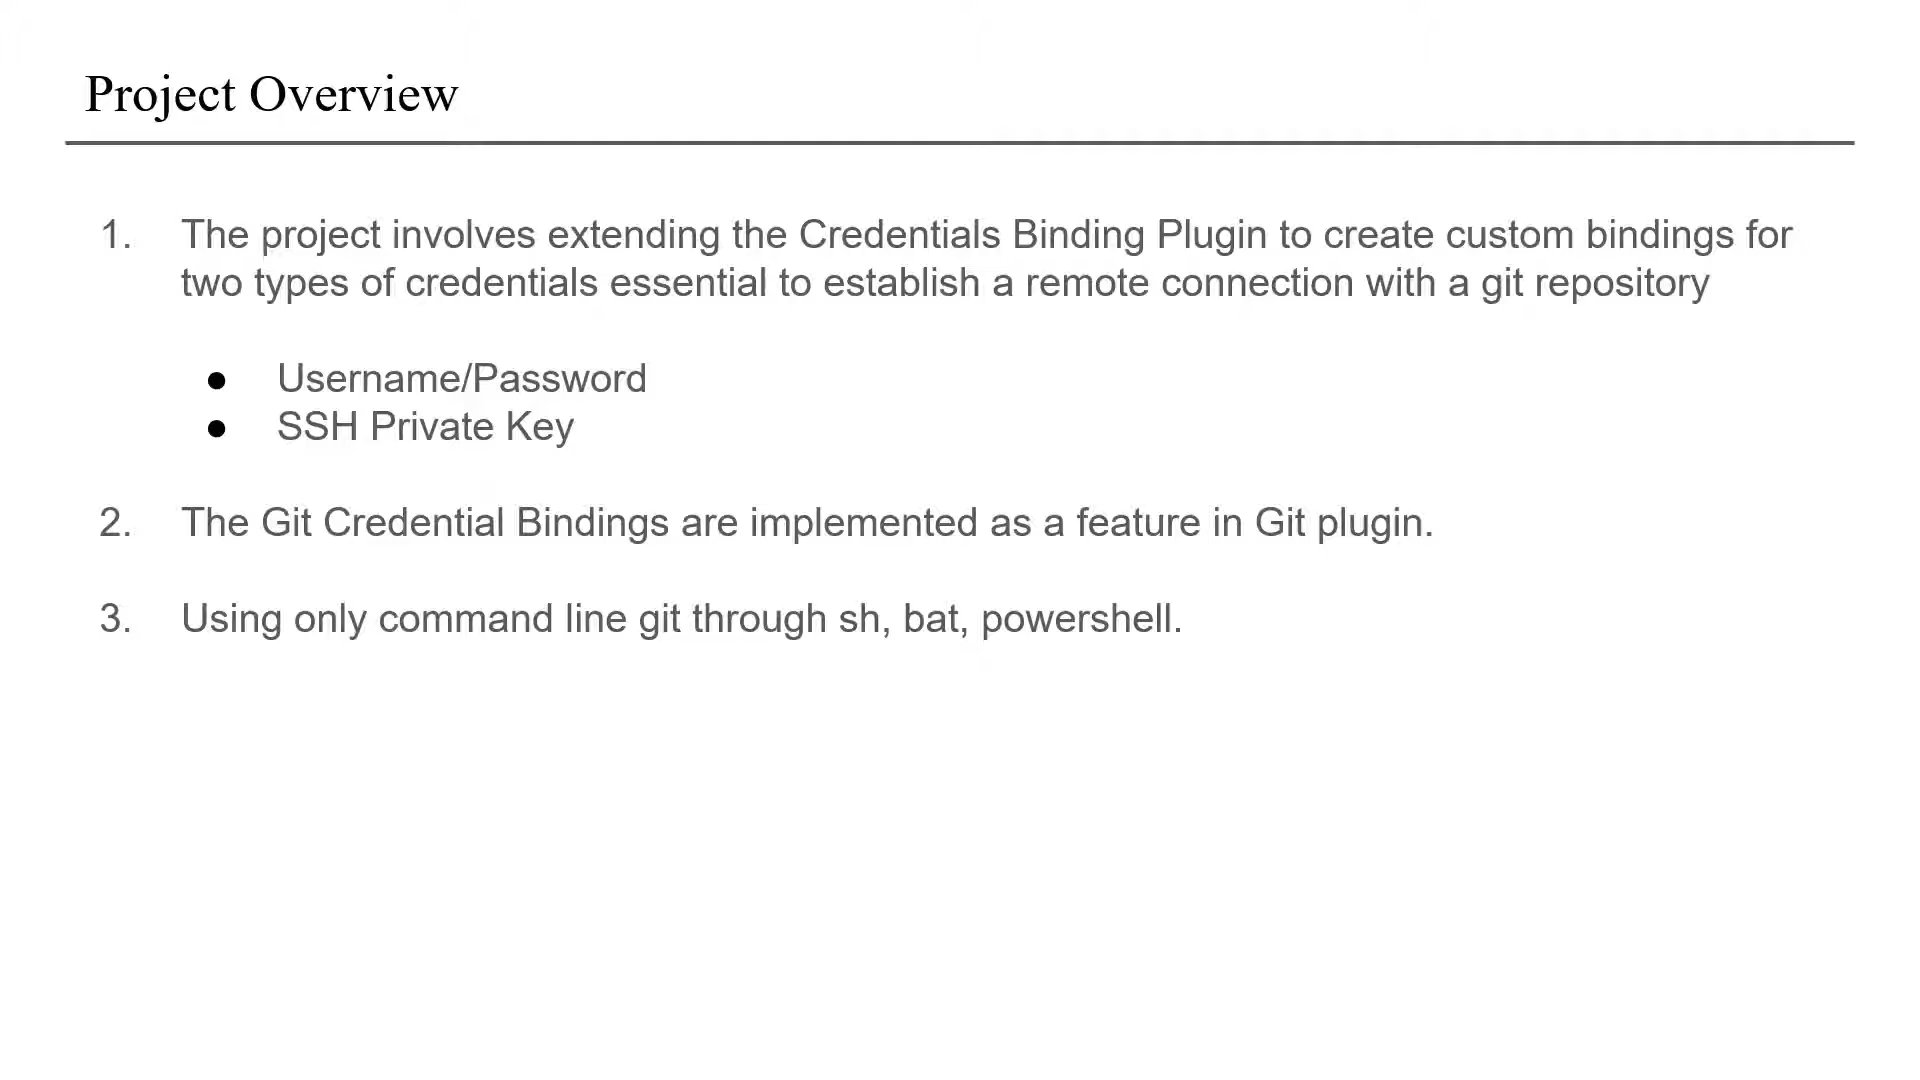 Project Overview
1. The project involves extending the Credentials Binding Plugin to create custom bindings for
two types of credentials essential to establish a remote connection with a git repository
● Username/Password
● SSH Private Key
2. The Git Credential Bindings are implemented as a feature in Git plugin.
3. Using only command line git through sh, bat, powershell.